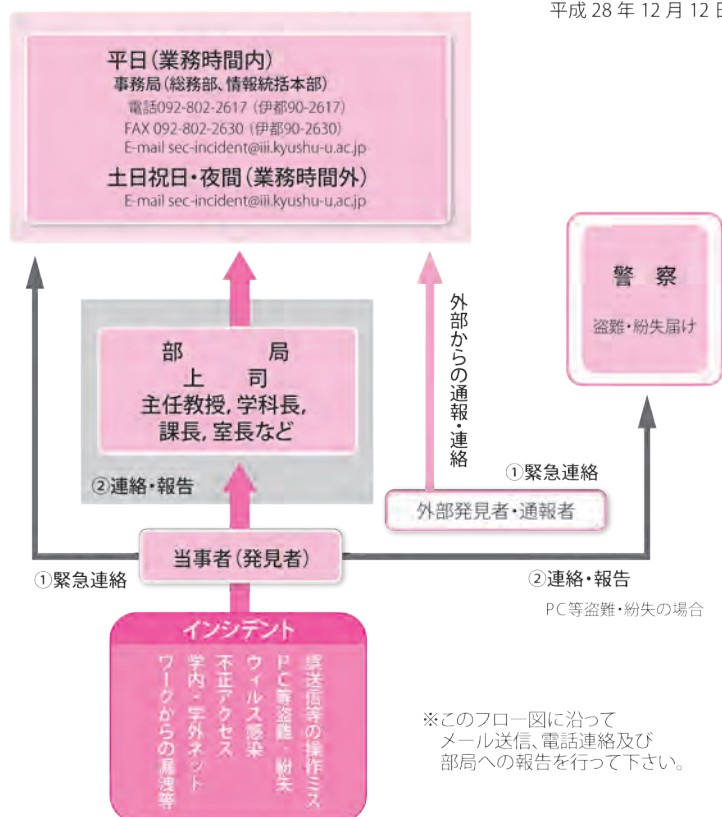 平成 28 年 12 月 12 日
平日(業務時間内)
事務局(総務部、情報統括本部)
電話092-802-2617 (伊都90-2617)
FAX 092-802-2630 (伊都90-2630)
E-mail sec-incident@iii.kyushu-u.ac.jp
土日祝日・夜間(業務時間外)
E-mail sec-incident@iii.kyushu-u.ac.jp
警 察
盗難・紛失届け
外部からの通報・連絡
部 局
上 司
主任教授, 学科長,
課長, 室長など
②連絡・報告
①緊急連絡
外部発見者・通報者
当事者(発見者)
①緊急連絡
②連絡・報告
PC等盗難・紛失の場合
インシデント
誤送信等の操作ミス
PC等盗難・紛失
ウィルス感染
不正アクセス
学内・学外ネット
ワークからの漏洩等
※このフロー図に沿って
メール送信、電話連絡及び
部局への報告を行って下さい。